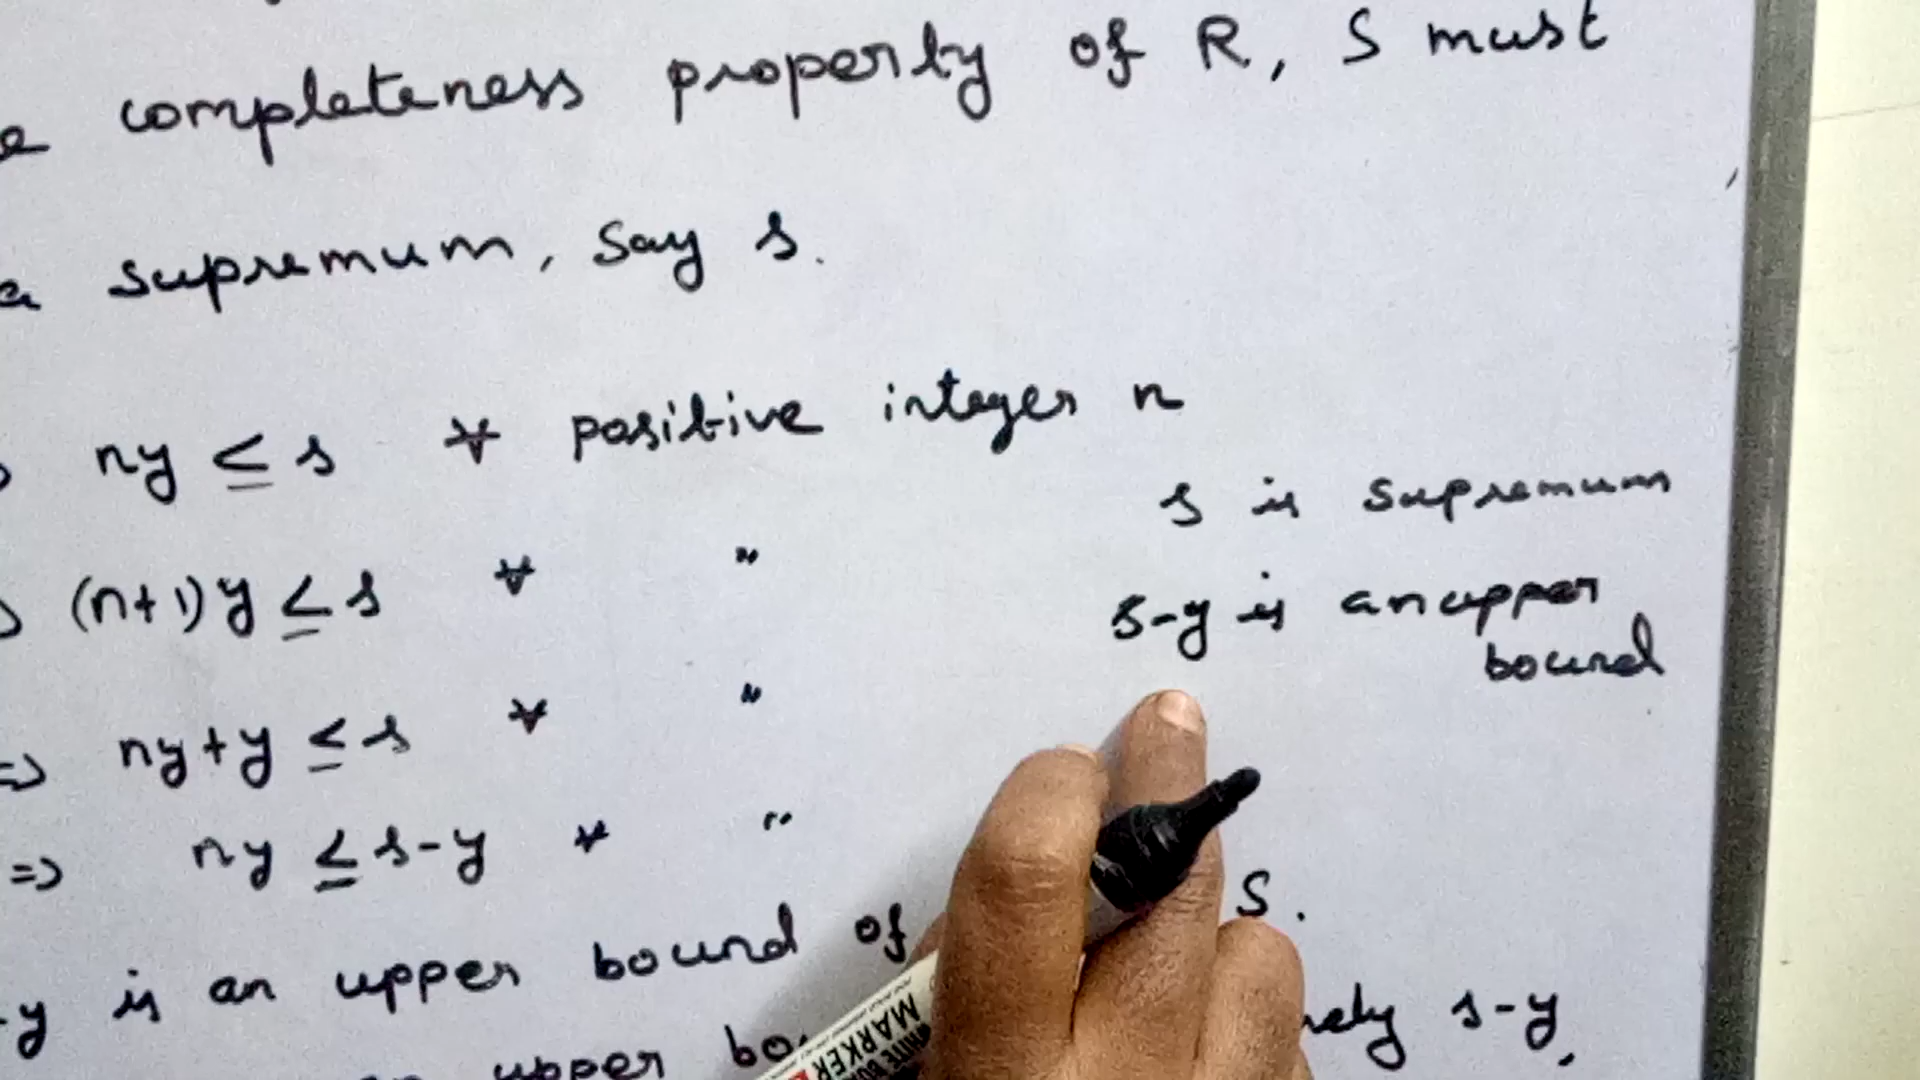 e completeness property of R, S must
a supremum, say s.
ny ≤ s ∀ positive integer n
s is supremum
(n+1)y ≤ s ∀ "
s-y is an upper
bound
=> ny+y ≤ s ∀ "
=> ny ≤ s-y ∀ "
-y is an upper bound of S.
upper s-y,
MARKER